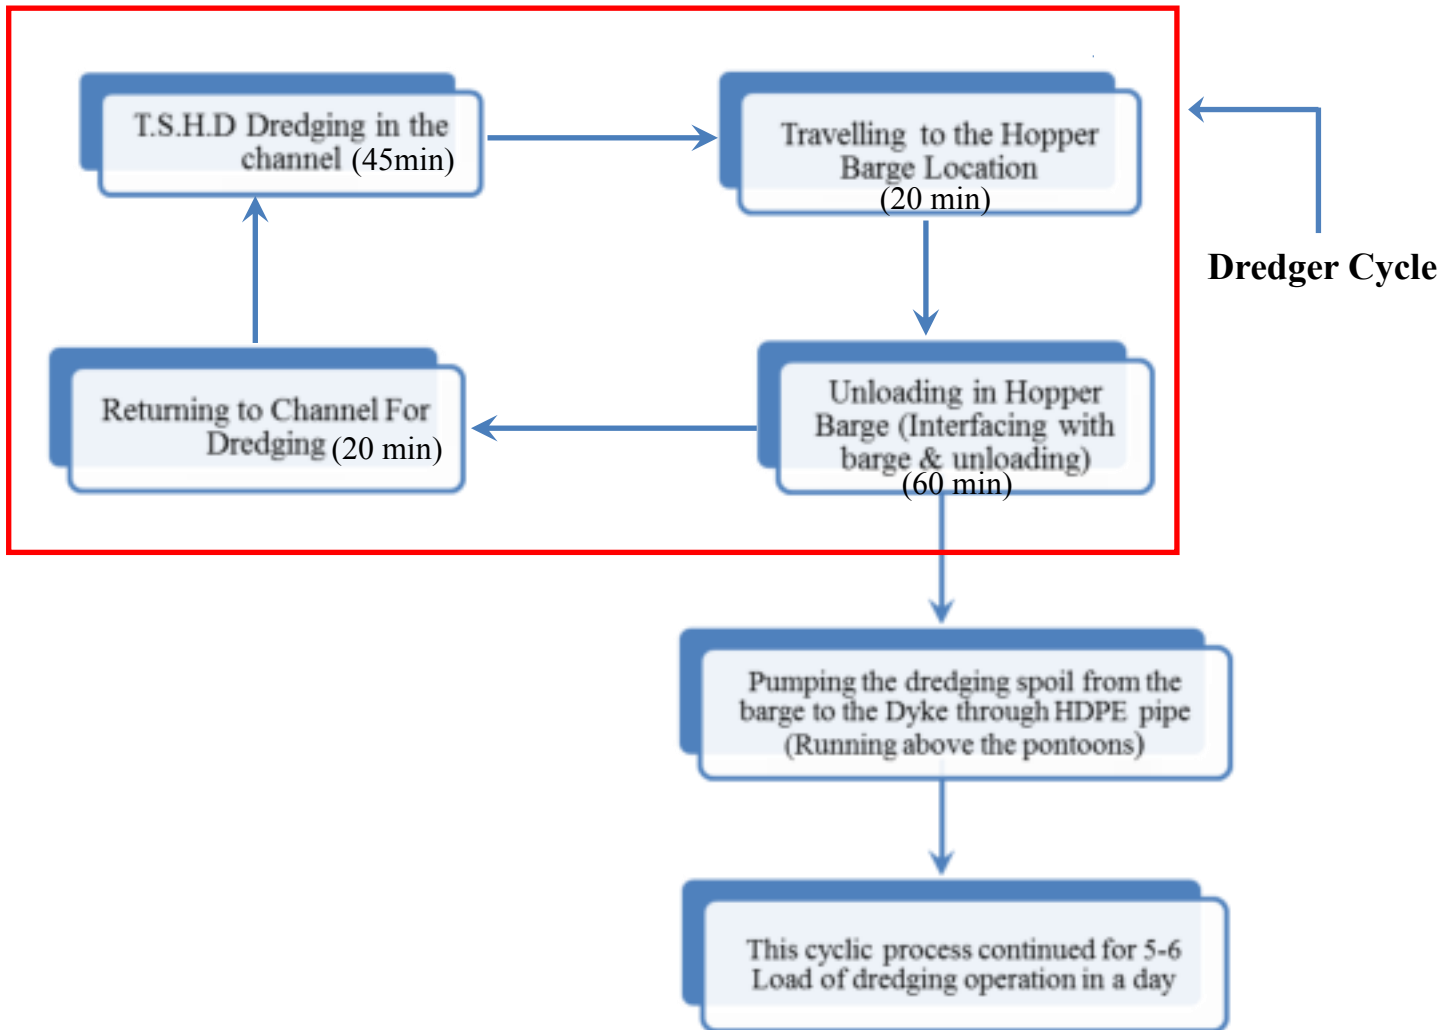 T.S.H.D Dredging in the
channel (45min)
Travelling to the Hopper
Barge Location
(20 min)
Dredger Cycle
Returning to Channel For
Dredging (20 min)
Unloading in Hopper
Barge (Interfacing with
barge & unloading)
(60 min)
Pumping the dredging spoil from the
barge to the Dyke through HDPE pipe
(Running above the pontoons)
This cyclic process continued for 5-6
Load of dredging operation in a day